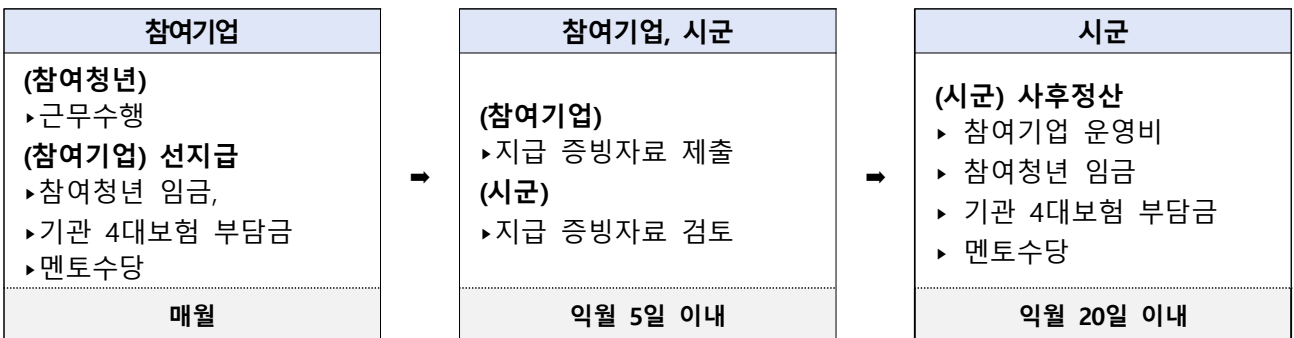 참여기업
(참여청년)
▸근무수행
(참여기업) 선지급
▸참여청년 임금,
▸기관 4대보험 부담금
▸멘토수당
매월
➡
참여기업, 시군
(참여기업)
▸지급 증빙자료 제출
(시군)
▸지급 증빙자료 검토
익월 5일 이내
➡
시군
(시군) 사후정산
▸ 참여기업 운영비
▸ 참여청년 임금
▸ 기관 4대보험 부담금
▸ 멘토수당
익월 20일 이내